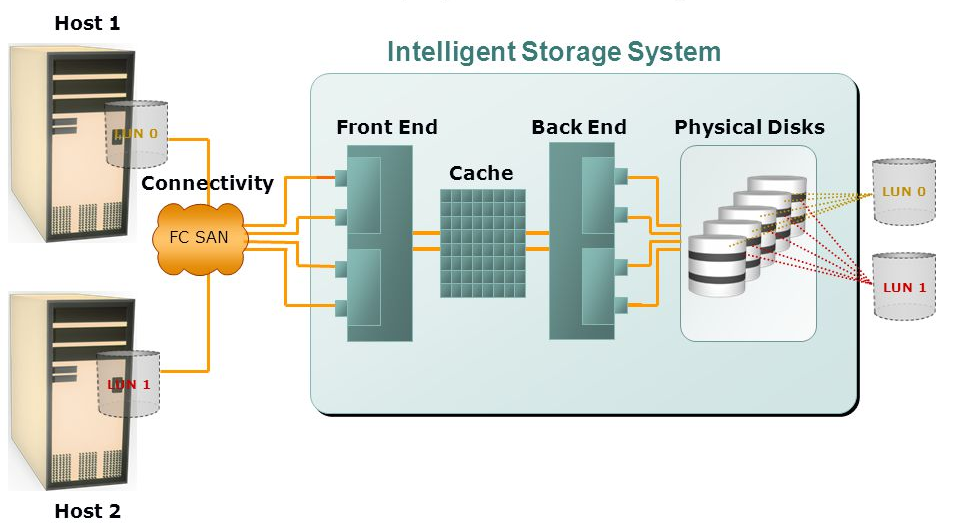 Host 1
Intelligent Storage System
LUN 0
Front End
Back End
Physical Disks
Cache
Connectivity
LUN 0
FC SAN
LUN 1
LUN 1
Host 2